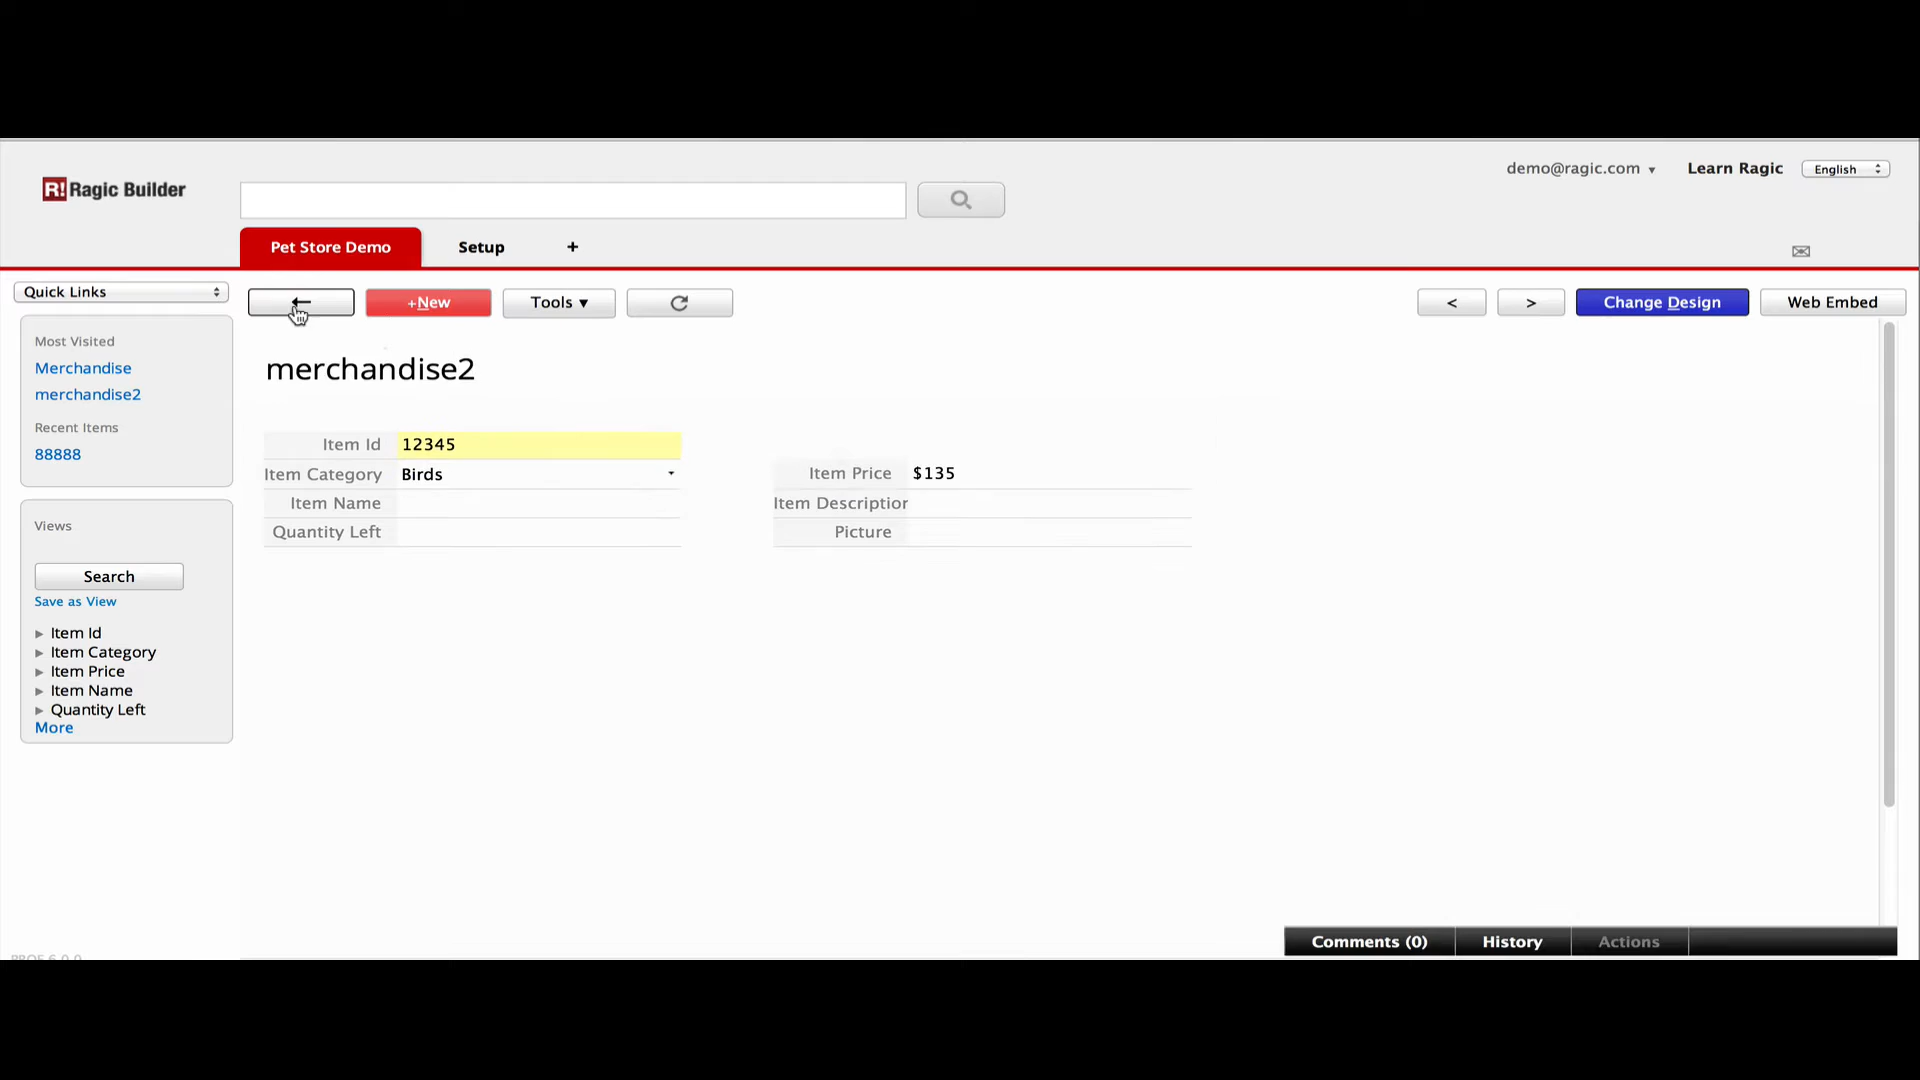 demo@ragic.com ▼ Learn Ragic English
R! Ragic Builder
Pet Store Demo Setup +
Quick Links
← +New Tools ▼ < > Change Design Web Embed
Most Visited
Merchandise
merchandise2
Recent Items
88888
Views
Search
Save as View
▶ Item Id
▶ Item Category
▶ Item Price
▶ Item Name
▶ Quantity Left
More
merchandise2
Item Id 12345
Item Category Birds Item Price $135
Item Name Item Description
Quantity Left Picture
Comments (0) History Actions